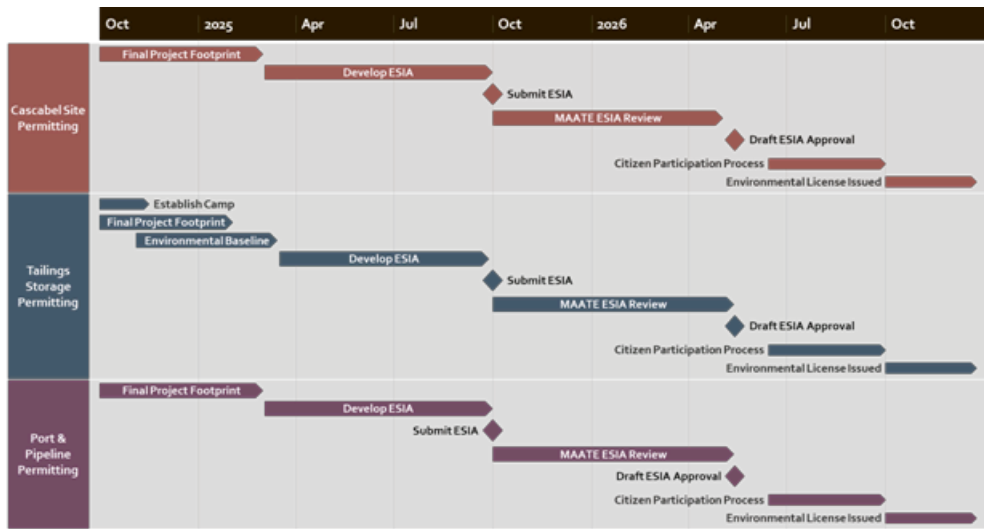 Oct 2025 Apr Jul Oct 2026 Apr Jul Oct
Cascabel Site
Permitting
Final Project Footprint
Develop ESIA
Submit ESIA
MAATE ESIA Review
Draft ESIA Approval
Citizen Participation Process
Environmental License Issued
Tailings
Storage
Permitting
Establish Camp
Final Project Footprint
Environmental Baseline
Develop ESIA
Submit ESIA
MAATE ESIA Review
Draft ESIA Approval
Citizen Participation Process
Environmental License Issued
Port &
Pipeline
Permitting
Final Project Footprint
Develop ESIA
Submit ESIA
MAATE ESIA Review
Draft ESIA Approval
Citizen Participation Process
Environmental License Issued